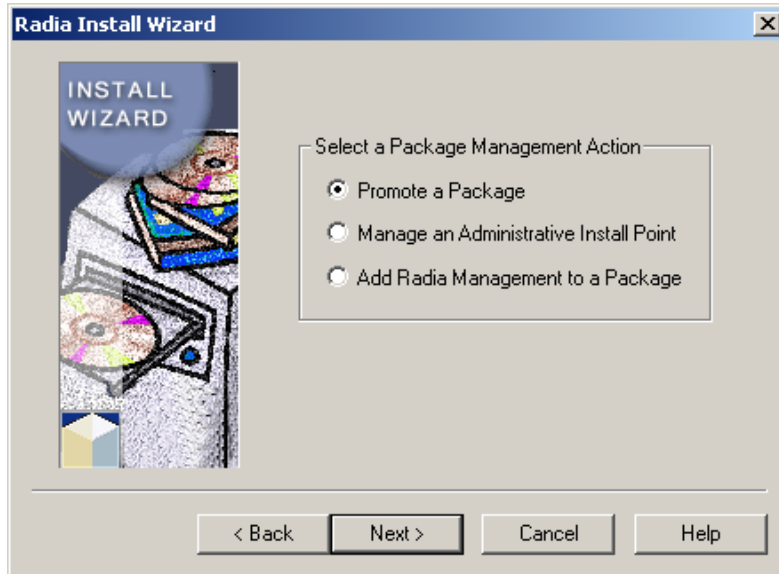 Radia Install Wizard
INSTALL
WIZARD
Select a Package Management Action
Promote a Package
Manage an Administrative Install Point
Add Radia Management to a Package
< Back
Next >
Cancel
Help